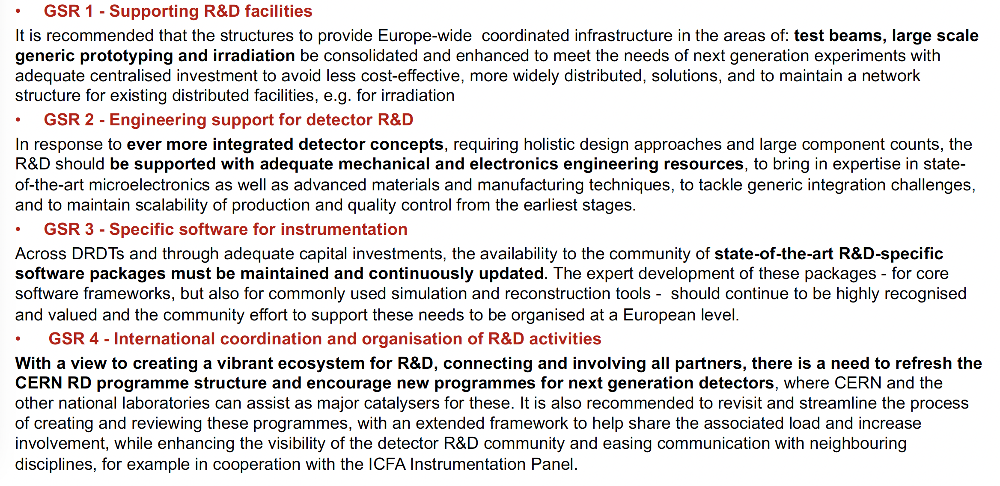 • GSR 1 - Supporting R&D facilities
It is recommended that the structures to provide Europe-wide  coordinated infrastructure in the areas of: test beams, large scale
generic prototyping and irradiation be consolidated and enhanced to meet the needs of next generation experiments with
adequate centralised investment to avoid less cost-effective, more widely distributed, solutions, and to maintain a network
structure for existing distributed facilities, e.g. for irradiation
• GSR 2 - Engineering support for detector R&D
In response to ever more integrated detector concepts, requiring holistic design approaches and large component counts, the
R&D should be supported with adequate mechanical and electronics engineering resources, to bring in expertise in state-
of-the-art microelectronics as well as advanced materials and manufacturing techniques, to tackle generic integration challenges,
and to maintain scalability of production and quality control from the earliest stages.
• GSR 3 - Specific software for instrumentation
Across DRDTs and through adequate capital investments, the availability to the community of state-of-the-art R&D-specific
software packages must be maintained and continuously updated. The expert development of these packages - for core
software frameworks, but also for commonly used simulation and reconstruction tools -  should continue to be highly recognised
and valued and the community effort to support these needs to be organised at a European level.
• GSR 4 - International coordination and organisation of R&D activities
With a view to creating a vibrant ecosystem for R&D, connecting and involving all partners, there is a need to refresh the
CERN RD programme structure and encourage new programmes for next generation detectors, where CERN and the
other national laboratories can assist as major catalysers for these. It is also recommended to revisit and streamline the process
of creating and reviewing these programmes, with an extended framework to help share the associated load and increase
involvement, while enhancing the visibility of the detector R&D community and easing communication with neighbouring
disciplines, for example in cooperation with the ICFA Instrumentation Panel.